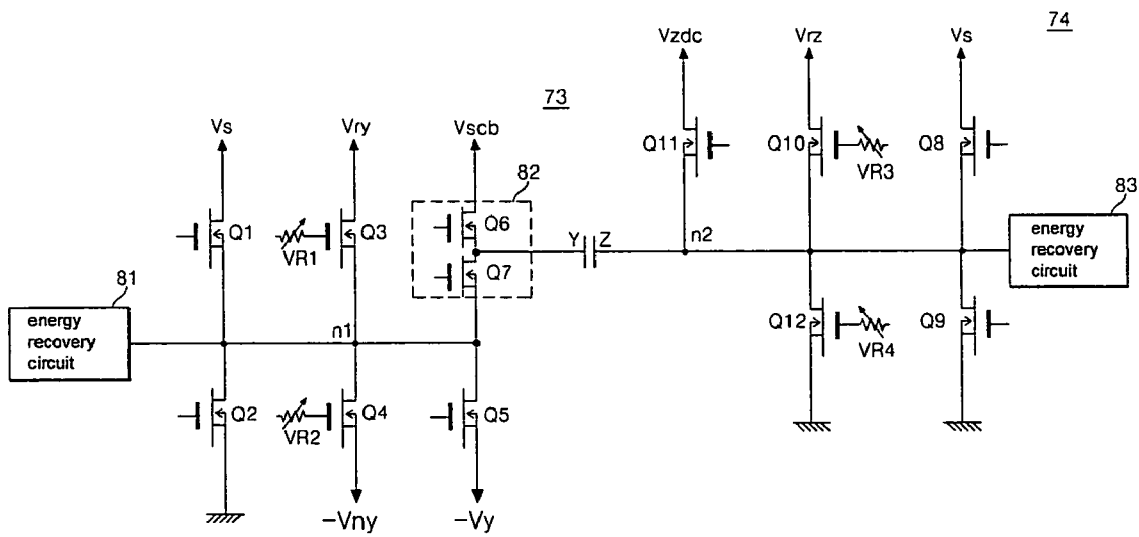 74
Vzdc
Vrz
Vs
73
Vs
Vry
Vscb
82
Q11
Q10
VR3
Q8
Q1
VR1
Q3
Q6
Q7
Y
Z
n2
83
energy
recovery
circuit
81
energy
recovery
circuit
n1
Q12
VR4
Q9
Q2
VR2
Q4
Q5
-Vny
-Vy